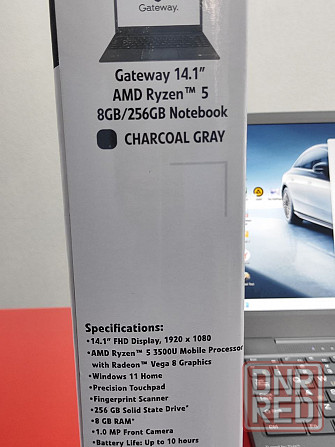 Gateway.
Gateway 14.1"
AMD Ryzen™ 5
8GB/256GB Notebook
CHARCOAL GRAY
Specifications:
•14.1" FHD Display, 1920 x 1080
•AMD Ryzen™ 5 3500U Mobile Processor
with Radeon™ Vega 8 Graphics
•Windows 11 Home
•Precision Touchpad
•Fingerprint Scanner
•256 GB Solid State Drive*
•8 GB RAM*
•1.0 MP Front Camera
•Battery Life: Up to 10 hours
DNR
RED